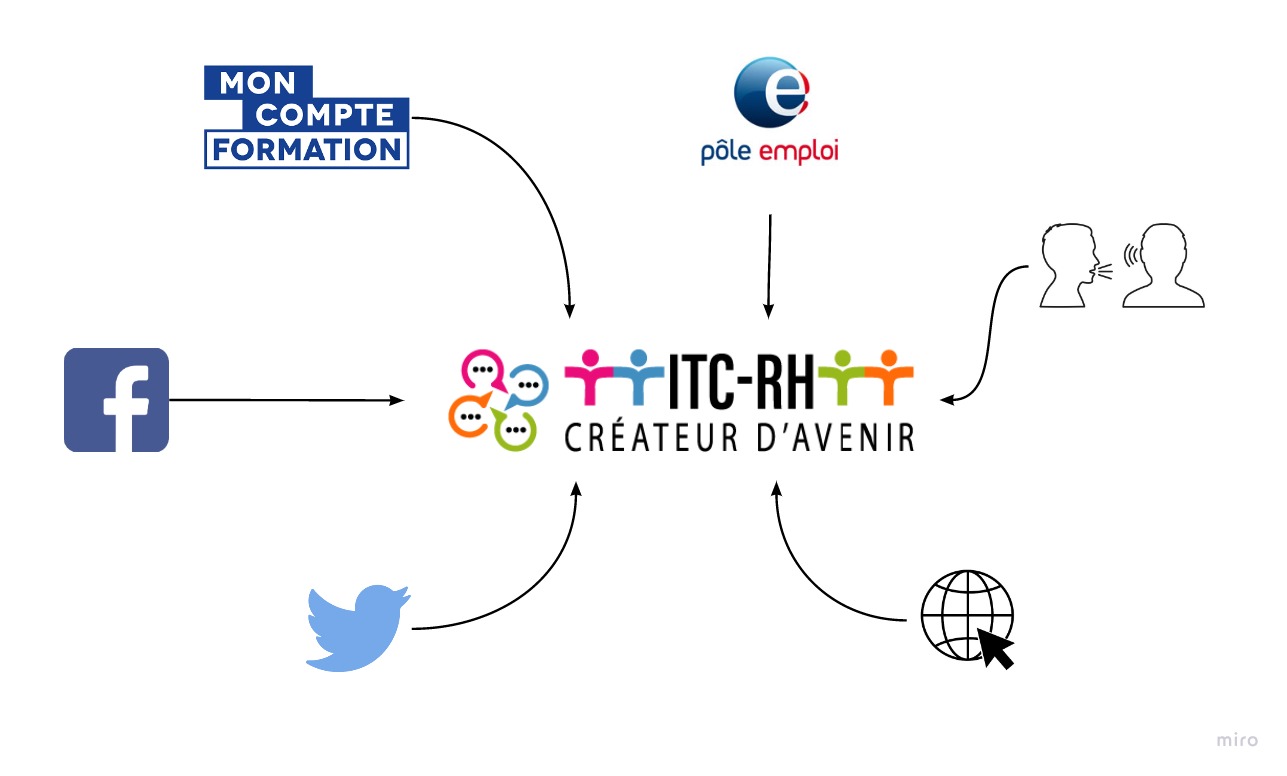 MON
COMPTE
FORMATION
pôle emploi
ITC-RH
CRÉATEUR D'AVENIR
miro